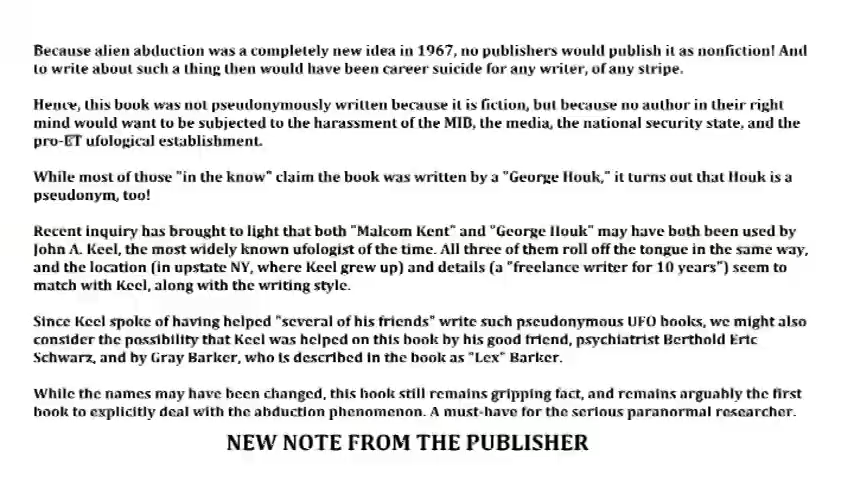 Because alien abduction was a completely new idea in 1967, no publishers would publish it as nonfiction! And
to write about such a thing then would have been career suicide for any writer, of any stripe.
Hence, this book was not pseudonymously written because it is fiction, but because no author in their right
mind would want to be subjected to the harassment of the MIB, the media, the national security state, and the
pro-ET ufological establishment.
While most of those "in the know" claim the book was written by a "George Houk," it turns out that Houk is a
pseudonym, too!
Recent inquiry has brought to light that both "Malcom Kent" and "George Houk" may have both been used by
John A. Keel, the most widely known ufologist of the time. All three of them roll off the tongue in the same way,
and the location (in upstate NY, where Keel grew up) and details (a "freelance writer for 10 years") seem to
match with Keel, along with the writing style.
Since Keel spoke of having helped "several of his friends" write such pseudonymous UFO books, we might also
consider the possibility that Keel was helped on this book by his good friend, psychiatrist Berthold Eric
Schwarz, and by Gray Barker, who is described in the book as "Lex" Barker.
While the names may have been changed, this book still remains gripping fact, and remains arguably the first
book to explicitly deal with the abduction phenomenon. A must-have for the serious paranormal researcher.
NEW NOTE FROM THE PUBLISHER